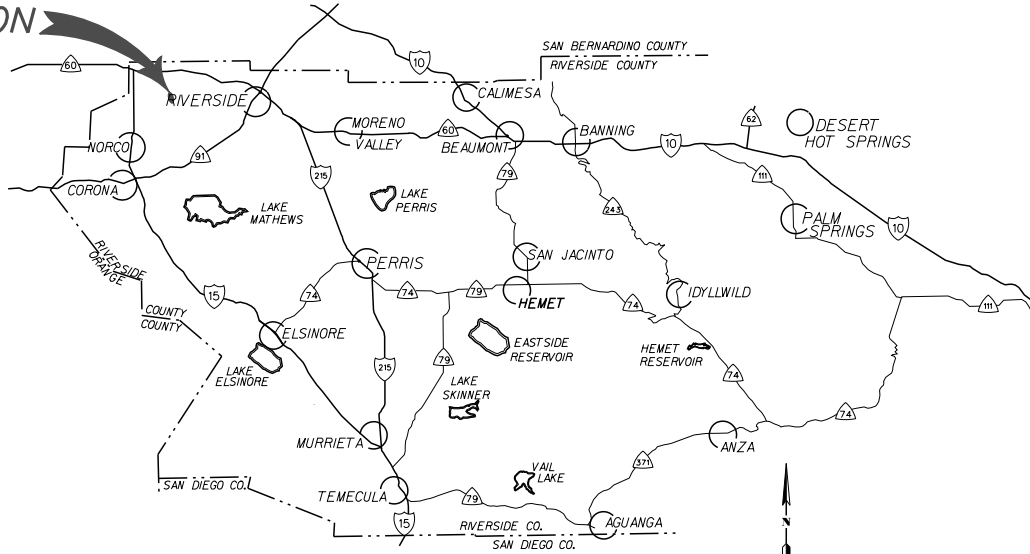 ON
SAN BERNARDINO COUNTY
RIVERSIDE COUNTY
60
10
RIVERSIDE
CALIMESA
62
DESERT
HOT SPRINGS
MORENO
VALLEY
60
BEAUMONT
BANNING
10
NORCO
91
CORONA
215
79
111
LAKE
MATHEWS
LAKE
PERRIS
243
PALM
SPRINGS
10
RIVERSIDE
ORANGE
PERRIS
SAN JACINTO
15
74
74
79
HEMET
74
IDYLLWILD
111
COUNTY
COUNTY
ELSINORE
EASTSIDE
RESERVOIR
HEMET
RESERVOIR
LAKE
ELSINORE
215
79
LAKE
SKINNER
74
74
MURRIETA
ANZA
371
SAN DIEGO CO.
TEMECULA
VAIL
LAKE
79
15
RIVERSIDE CO.
SAN DIEGO CO.
AGUANGA
N